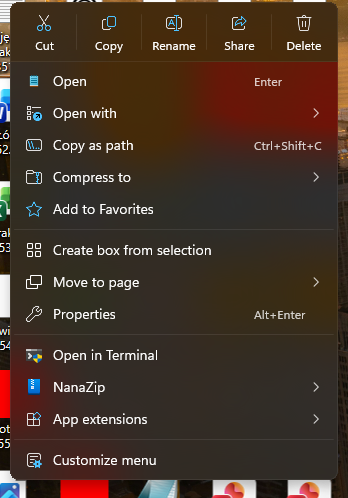 Cut
Copy
Rename
Share
Delete
Open
Enter
Open with
Copy as path
Ctrl+Shift+C
Compress to
Add to Favorites
Create box from selection
Move to page
Properties
Alt+Enter
Open in Terminal
NanaZip
App extensions
Customize menu